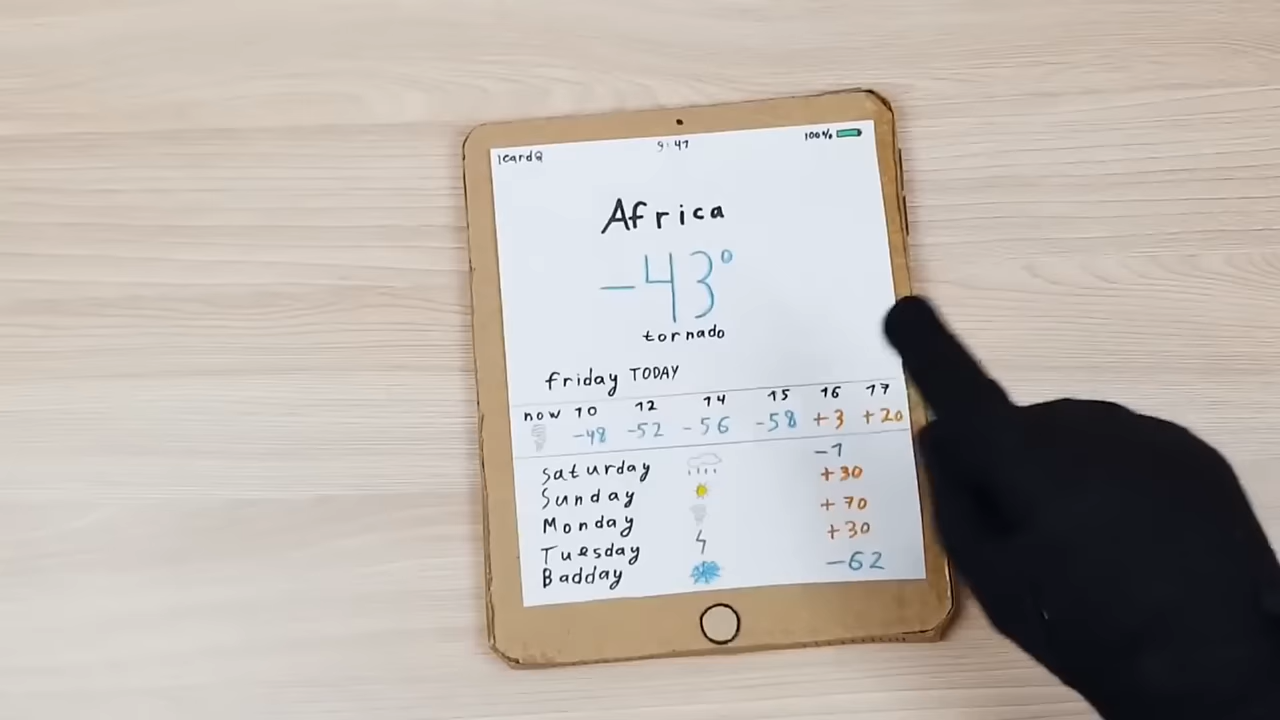 1card@ 9:41 100%
Africa
-43°
tornado
friday TODAY
now 10 12 14 15 16 17
-48 -52 -56 -58 +3 +20
Saturday -1
Sunday +30
Monday +70
Tuesday +30
Badday -62